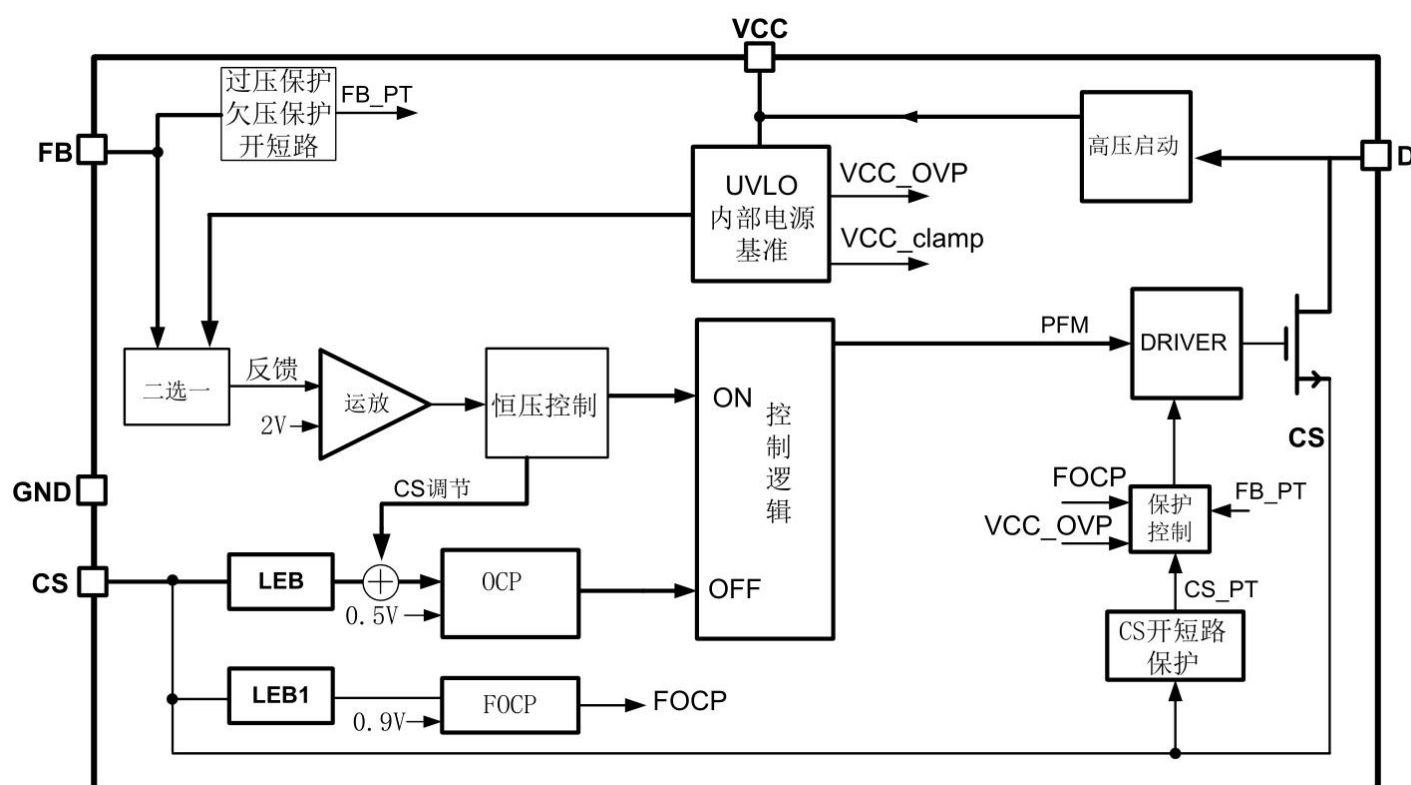 VCC
过压保护
欠压保护
开短路
FB_PT
FB
高压启动
D
UVLO
内部电源
基准
VCC_OVP
VCC_clamp
二选一
反馈
2V
运放
恒压控制
ON
控制逻辑
OFF
PFM
DRIVER
CS
GND
CS调节
FOCP
VCC_OVP
保护
控制
FB_PT
CS
LEB
0.5V
OCP
CS_PT
CS开短路
保护
LEB1
0.9V
FOCP
FOCP